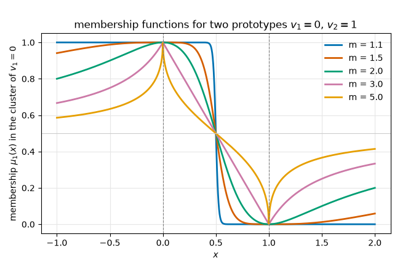 membership functions for two prototypes v₁=0, v₂=1
membership μ₁(x) in the cluster of v₁ = 0
1.0
0.8
0.6
0.4
0.2
0.0
m = 1.1
m = 1.5
m = 2.0
m = 3.0
m = 5.0
−1.0
−0.5
0.0
0.5
1.0
1.5
2.0
x